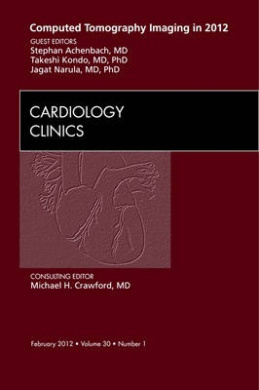 Computed Tomography Imaging in 2012
GUEST EDITORS
Stephan Achenbach, MD
Takeshi Kondo, MD, PhD
Jagat Narula, MD, PhD
CARDIOLOGY
CLINICS
CONSULTING EDITOR
Michael H. Crawford, MD
February 2012 • Volume 30 • Number 1